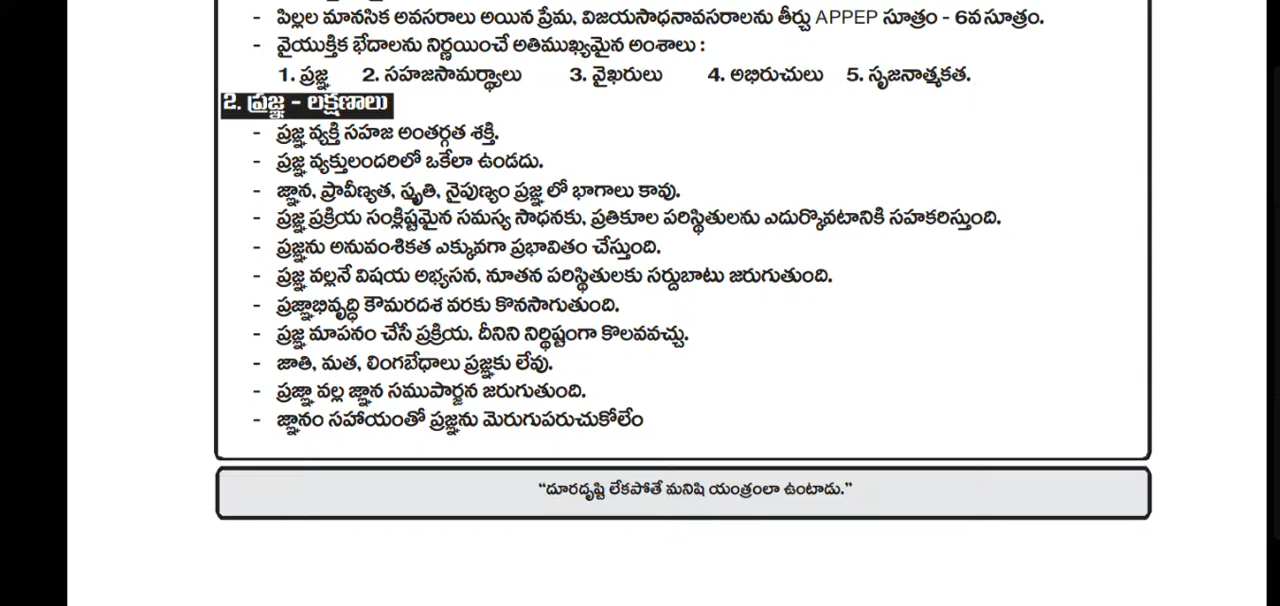 - పిల్లల మానసిక అవసరాలు అయిన ప్రేమ, విజయసాధనావసరాలను తీర్చు APPEP సూత్రం - 6వ సూత్రం.
- వైయుక్తిక భేదాలను నిర్ణయించే అతిముఖ్యమైన అంశాలు :
1. ప్రజ్ఞ 2. సహజసామర్థ్యాలు 3. వైఖరులు 4. అభిరుచులు 5. సృజనాత్మకత.
2. ప్రజ్ఞ - లక్షణాలు
- ప్రజ్ఞ వ్యక్తి సహజ అంతర్గత శక్తి.
- ప్రజ్ఞ వ్యక్తులందరిలో ఒకేలా ఉండదు.
- జ్ఞాన, ప్రావీణ్యత, స్మృతి, నైపుణ్యం ప్రజ్ఞ లో భాగాలు కావు.
- ప్రజ్ఞ ప్రక్రియ సంక్లిష్టమైన సమస్య సాధనకు, ప్రతికూల పరిస్థితులను ఎదుర్కొవటానికి సహకరిస్తుంది.
- ప్రజ్ఞను అనువంశికత ఎక్కువగా ప్రభావితం చేస్తుంది.
- ప్రజ్ఞ వల్లనే విషయ అభ్యసన, నూతన పరిస్థితులకు సర్దుబాటు జరుగుతుంది.
- ప్రజ్ఞాభివృద్ధి కౌమరదశ వరకు కొనసాగుతుంది.
- ప్రజ్ఞ మాపనం చేసే ప్రక్రియ. దీనిని నిర్థిష్టంగా కొలవవచ్చు.
- జాతి, మత, లింగబేధాలు ప్రజ్ఞకు లేవు.
- ప్రజ్ఞా వల్ల జ్ఞాన సముపార్జన జరుగుతుంది.
- జ్ఞానం సహాయంతో ప్రజ్ఞను మెరుగుపరుచుకోలేం
“దూరదృష్టి లేకపోతే మనిషి యంత్రంలా ఉంటాడు.”